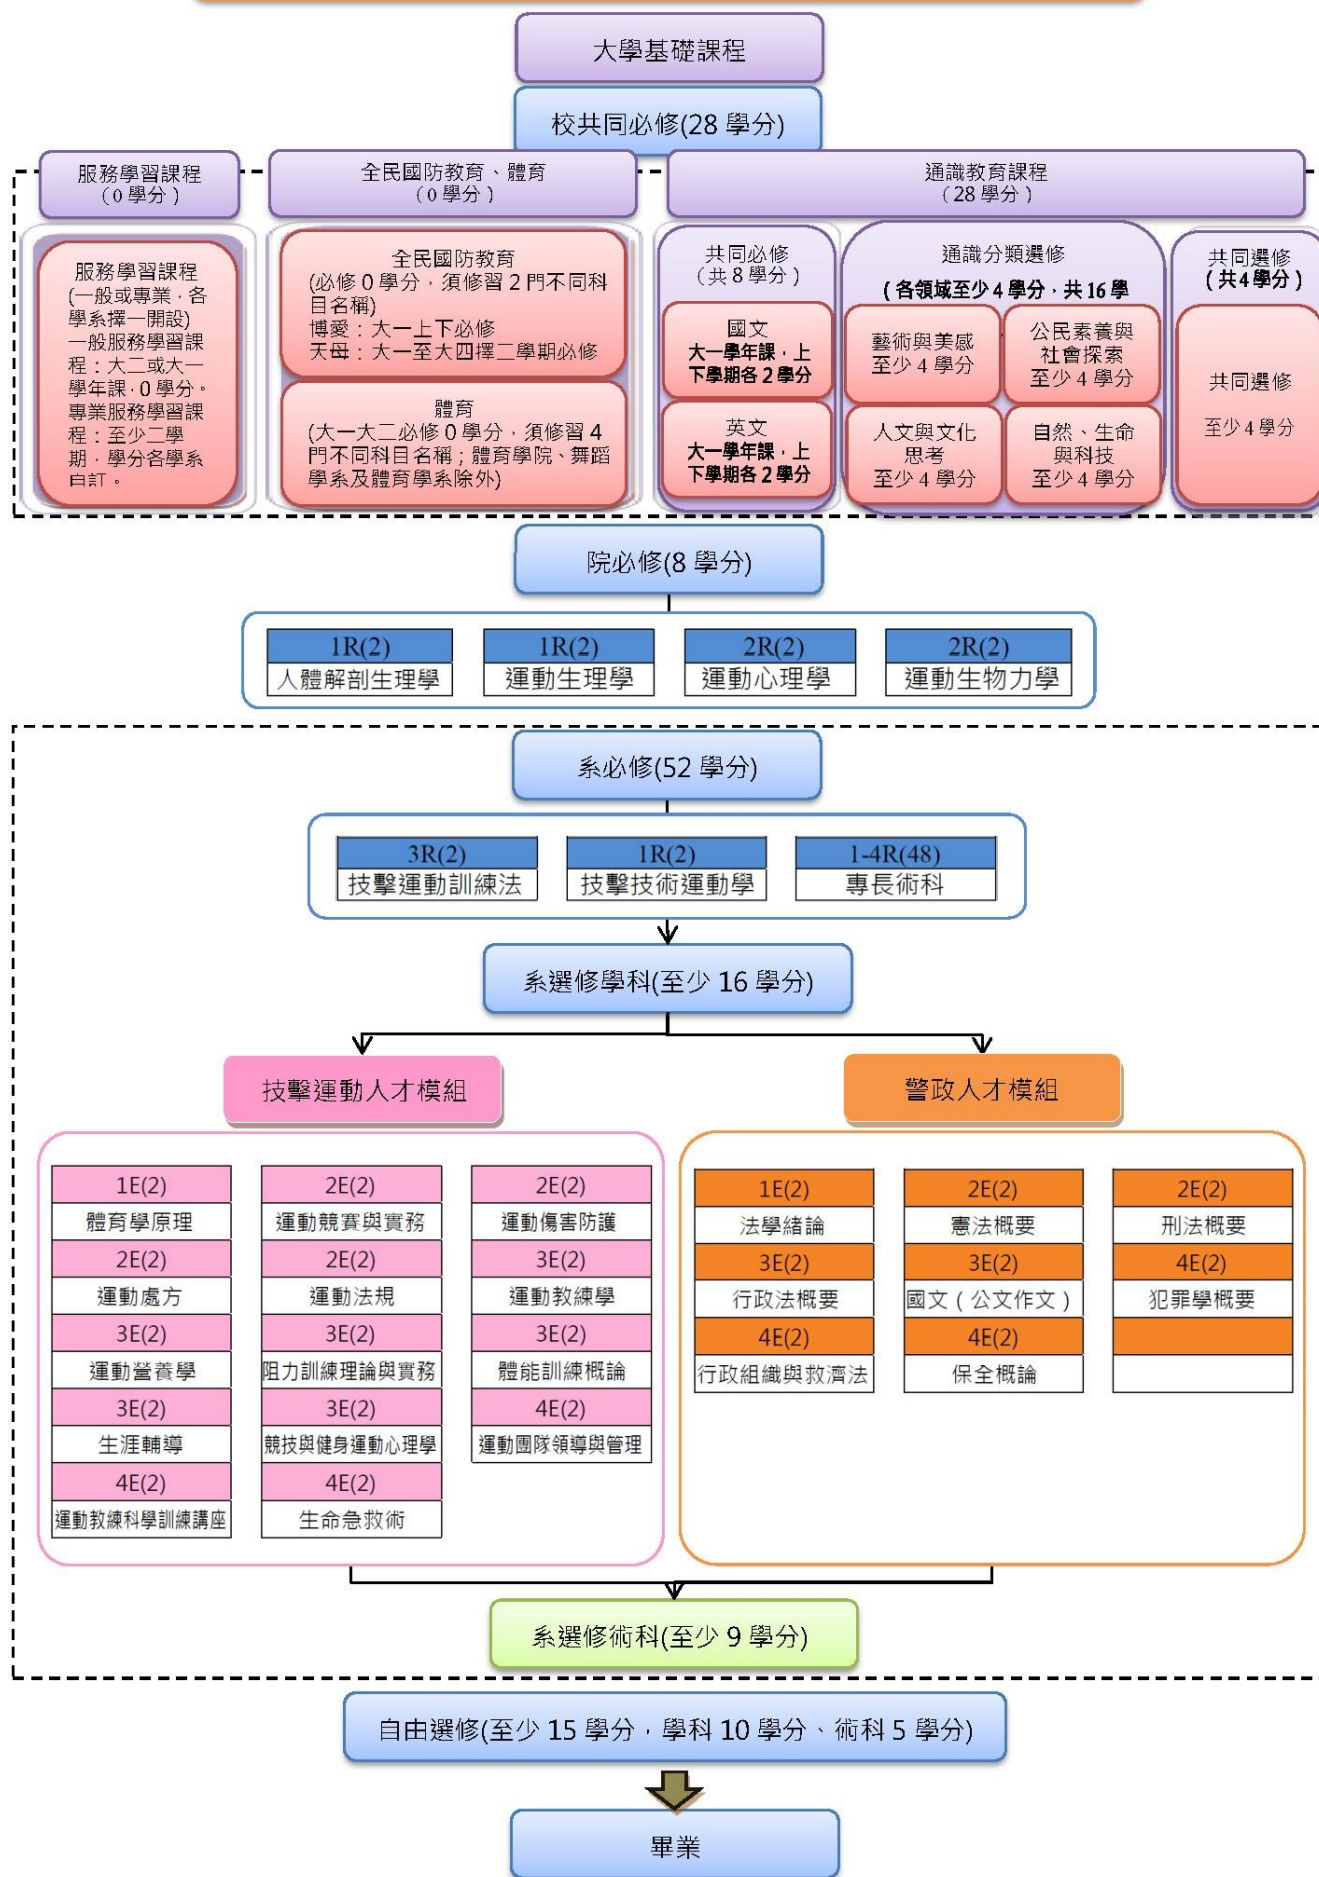 大學基礎課程
校共同必修(28 學分)
服務學習課程
（0 學分）
全民國防教育、體育
（0 學分）
通識教育課程
（28 學分）
服務學習課程
(一般或專業，各
學系擇一開設)
一般服務學習課
程：大二或大一
學年課，0 學分。
專業服務學習課
程：至少二學
期，學分各學系
自訂。
全民國防教育
(必修 0 學分，須修習 2 門不同科
目名稱)
博愛：大一上下必修
天母：大一至大四擇二學期必修
體育
(大一大二必修 0 學分，須修習 4
門不同科目名稱；體育學院、舞蹈
學系及體育學系除外)
共同必修
（共 8 學分）
國文
大一學年課，上
下學期各 2 學分
英文
大一學年課，上
下學期各 2 學分
通識分類選修
（各領域至少 4 學分，共 16 學
藝術與美感
至少 4 學分
公民素養與
社會探索
至少 4 學分
人文與文化
思考
至少 4 學分
自然、生命
與科技
至少 4 學分
共同選修
（共 4 學分）
共同選修
至少 4 學分
院必修(8 學分)
1R(2) 1R(2) 2R(2) 2R(2)
人體解剖生理學 運動生理學 運動心理學 運動生物力學
系必修(52 學分)
3R(2) 1R(2) 1-4R(48)
技擊運動訓練法 技擊技術運動學 專長術科
系選修學科(至少 16 學分)
技擊運動人才模組
1E(2) 2E(2) 2E(2)
體育學原理 運動競賽與實務 運動傷害防護
2E(2) 2E(2) 3E(2)
運動處方 運動法規 運動教練學
3E(2) 3E(2) 3E(2)
運動營養學 阻力訓練理論與實務 體能訓練概論
3E(2) 3E(2) 4E(2)
生涯輔導 競技與健身運動心理學 運動團隊領導與管理
4E(2) 4E(2)
運動教練科學訓練講座 生命急救術
警政人才模組
1E(2) 2E(2) 2E(2)
法學緒論 憲法概要 刑法概要
3E(2) 3E(2) 4E(2)
行政法概要 國文（公文作文） 犯罪學概要
4E(2) 4E(2)
行政組織與救濟法 保全概論
系選修術科(至少 9 學分)
自由選修(至少 15 學分，學科 10 學分、術科 5 學分)
畢業